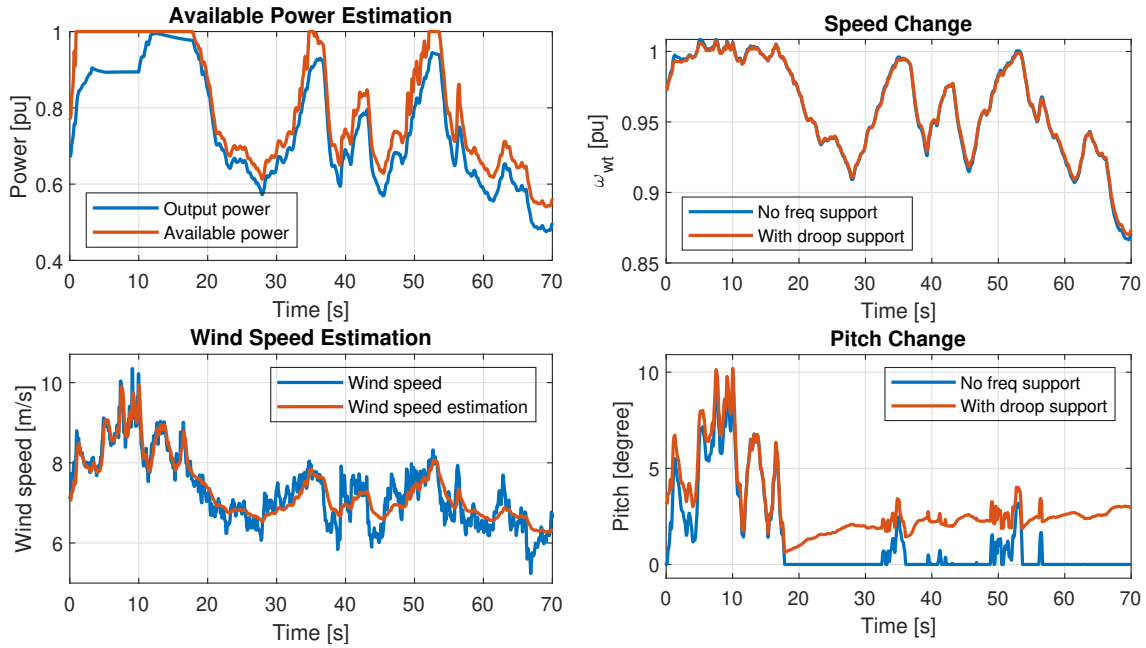 Available Power Estimation
Power [pu]
1
0.8
0.6
0.4
Output power
Available power
0 10 20 30 40 50 60 70
Time [s]
Speed Change
ω_wt [pu]
1
0.95
0.9
0.85
No freq support
With droop support
0 10 20 30 40 50 60 70
Time [s]
Wind Speed Estimation
Wind speed [m/s]
10
8
6
Wind speed
Wind speed estimation
0 10 20 30 40 50 60 70
Time [s]
Pitch Change
Pitch [degree]
10
5
0
No freq support
With droop support
0 10 20 30 40 50 60 70
Time [s]